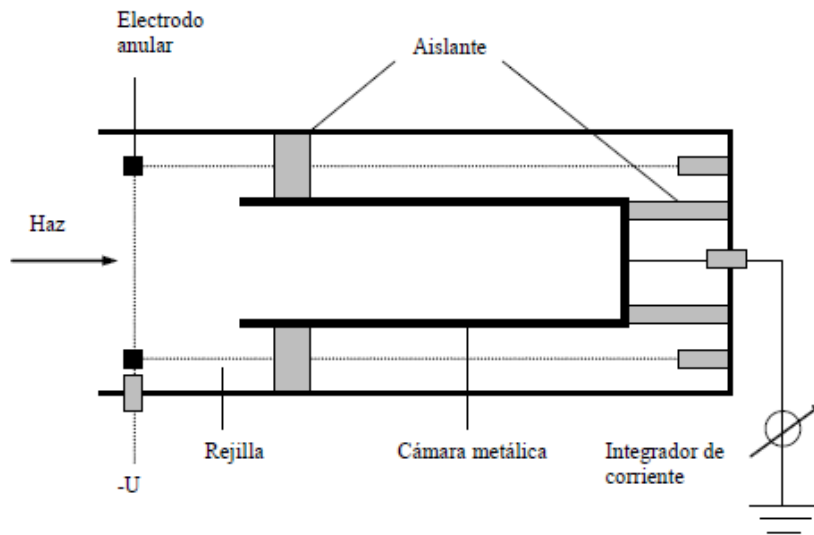 Electrodo
anular
Aislante
Haz
Rejilla
Cámara metálica
Integrador de
corriente
-U